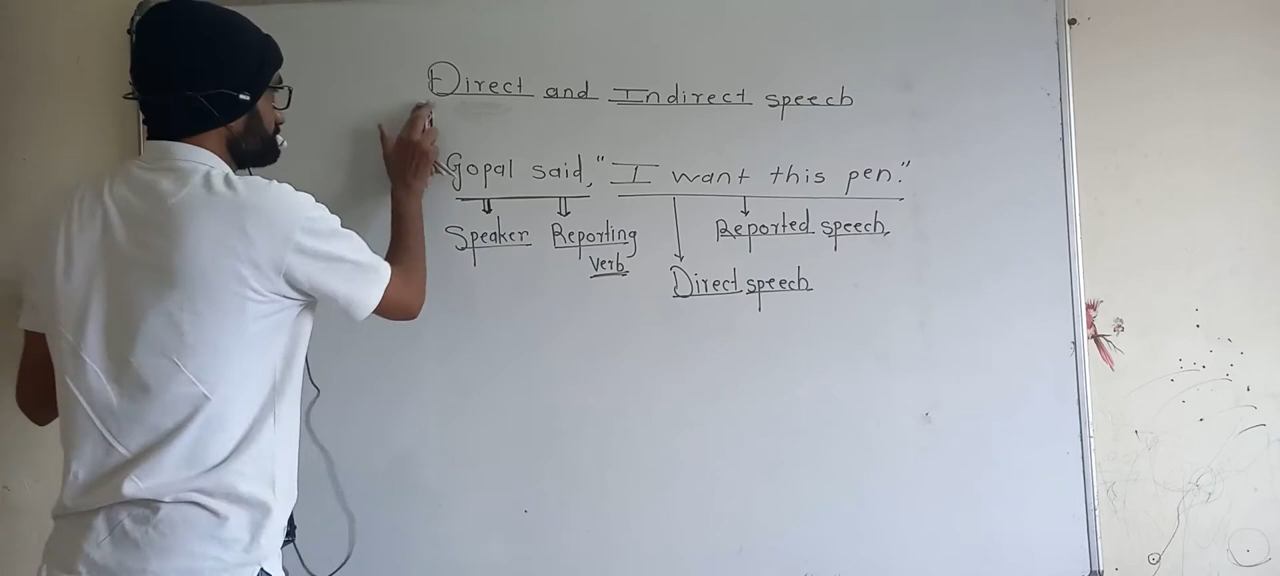 Direct and Indirect speech
Gopal said, "I want this pen."
Speaker Reporting verb Reported speech,
Direct speech